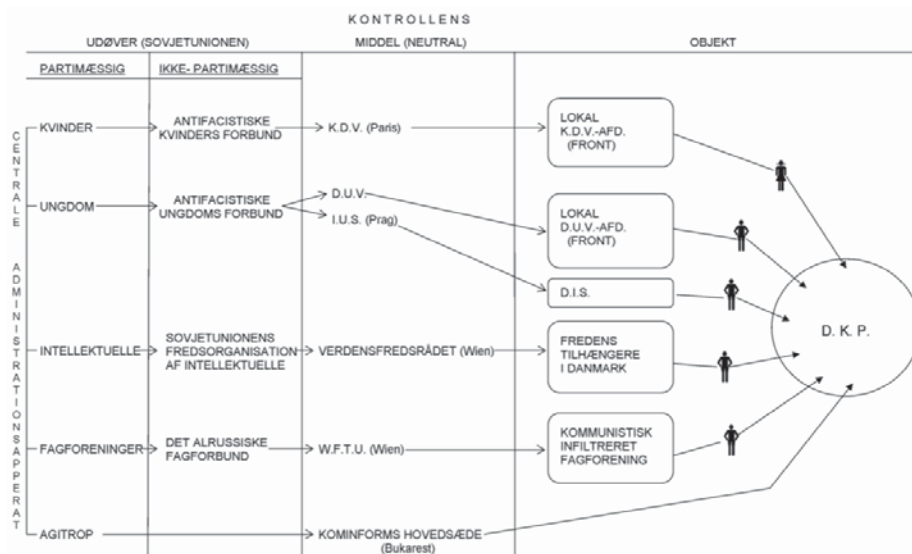 KONTROLLENS
UDØVER (SOVJETUNIONEN)
MIDDEL (NEUTRAL)
OBJEKT
PARTIMÆSSIG
IKKE- PARTIMÆSSIG
CENTRALE ADMINISTRATIONSAPPERAT
KVINDER
ANTIFACISTISKE
KVINDERS FORBUND
K.D.V. (Paris)
LOKAL
K.D.V.-AFD.
(FRONT)
UNGDOM
ANTIFACISTISKE
UNGDOMS FORBUND
D.U.V.
I.U.S. (Prag)
LOKAL
D.U.V.-AFD.
(FRONT)
D.I.S.
INTELLEKTUELLE
SOVJETUNIONENS
FREDSORGANISATION
AF INTELLEKTUELLE
VERDENSFREDSRÅDET (Wien)
FREDENS
TILHÆNGERE
I DANMARK
D. K. P.
FAGFORENINGER
DET ALRUSSISKE
FAGFORBUND
W.F.T.U. (Wien)
KOMMUNISTISK
INFILTRERET
FAGFORENING
AGITROP
KOMINFORMS HOVEDSÆDE
(Bukarest)